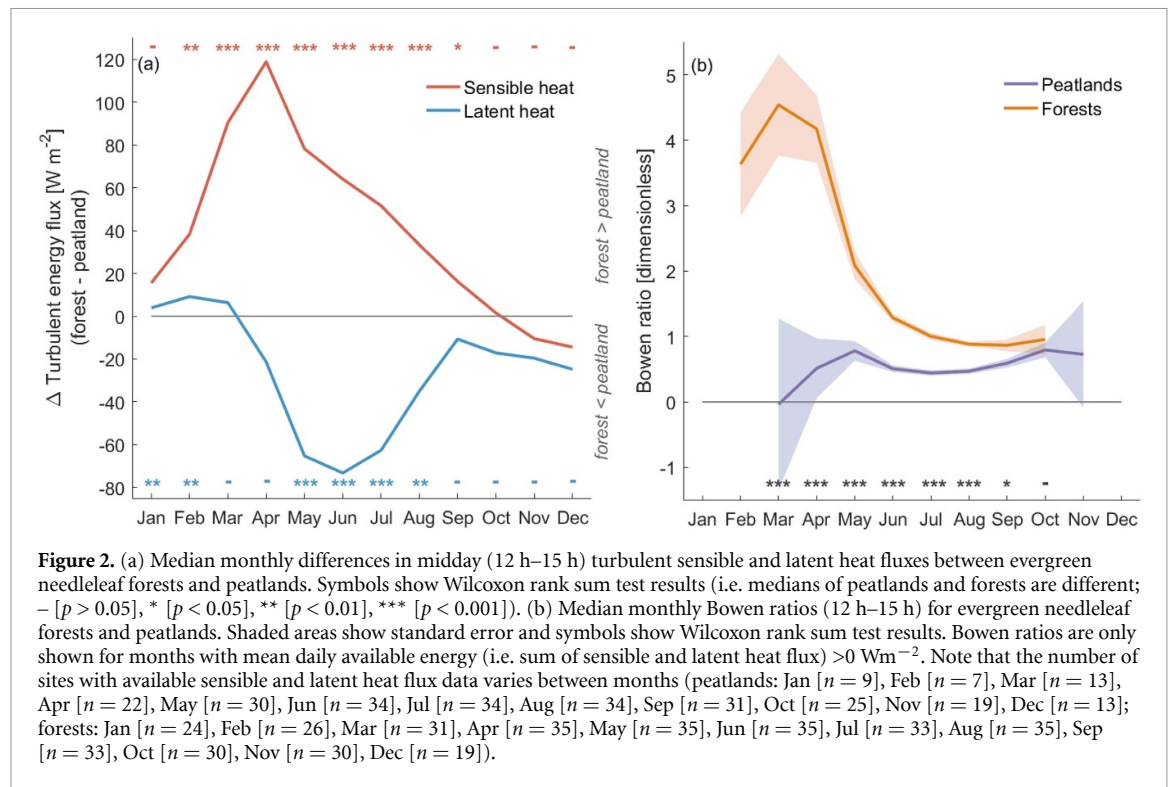 - ** *** *** *** *** *** *** * - - -
(a)
Sensible heat
Latent heat
120
100
80
60
40
20
0
-20
-40
-60
-80
Δ Turbulent energy flux [W m⁻²]
(forest - peatland)
forest > peatland
forest < peatland
** ** - - *** *** *** ** - - - -
Jan Feb Mar Apr May Jun Jul Aug Sep Oct Nov Dec
(b)
Peatlands
Forests
5
4
3
2
1
0
-1
Bowen ratio [dimensionless]
*** *** *** *** *** *** * -
Jan Feb Mar Apr May Jun Jul Aug Sep Oct Nov Dec
Figure 2. (a) Median monthly differences in midday (12 h–15 h) turbulent sensible and latent heat fluxes between evergreen
needleleaf forests and peatlands. Symbols show Wilcoxon rank sum test results (i.e. medians of peatlands and forests are different;
– [p > 0.05], * [p < 0.05], ** [p < 0.01], *** [p < 0.001]). (b) Median monthly Bowen ratios (12 h–15 h) for evergreen needleleaf
forests and peatlands. Shaded areas show standard error and symbols show Wilcoxon rank sum test results. Bowen ratios are only
shown for months with mean daily available energy (i.e. sum of sensible and latent heat flux) >0 Wm⁻². Note that the number of
sites with available sensible and latent heat flux data varies between months (peatlands: Jan [n = 9], Feb [n = 7], Mar [n = 13],
Apr [n = 22], May [n = 30], Jun [n = 34], Jul [n = 34], Aug [n = 34], Sep [n = 31], Oct [n = 25], Nov [n = 19], Dec [n = 13];
forests: Jan [n = 24], Feb [n = 26], Mar [n = 31], Apr [n = 35], May [n = 35], Jun [n = 35], Jul [n = 33], Aug [n = 35], Sep
[n = 33], Oct [n = 30], Nov [n = 30], Dec [n = 19]).